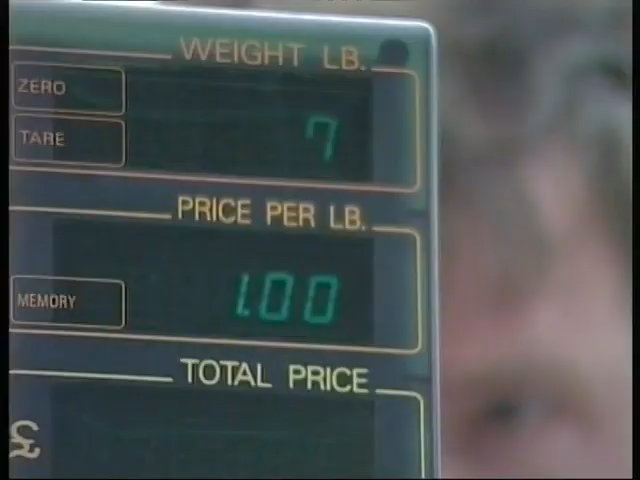 WEIGHT LB.
ZERO
TARE
7
PRICE PER LB.
MEMORY
1.00
TOTAL PRICE
£